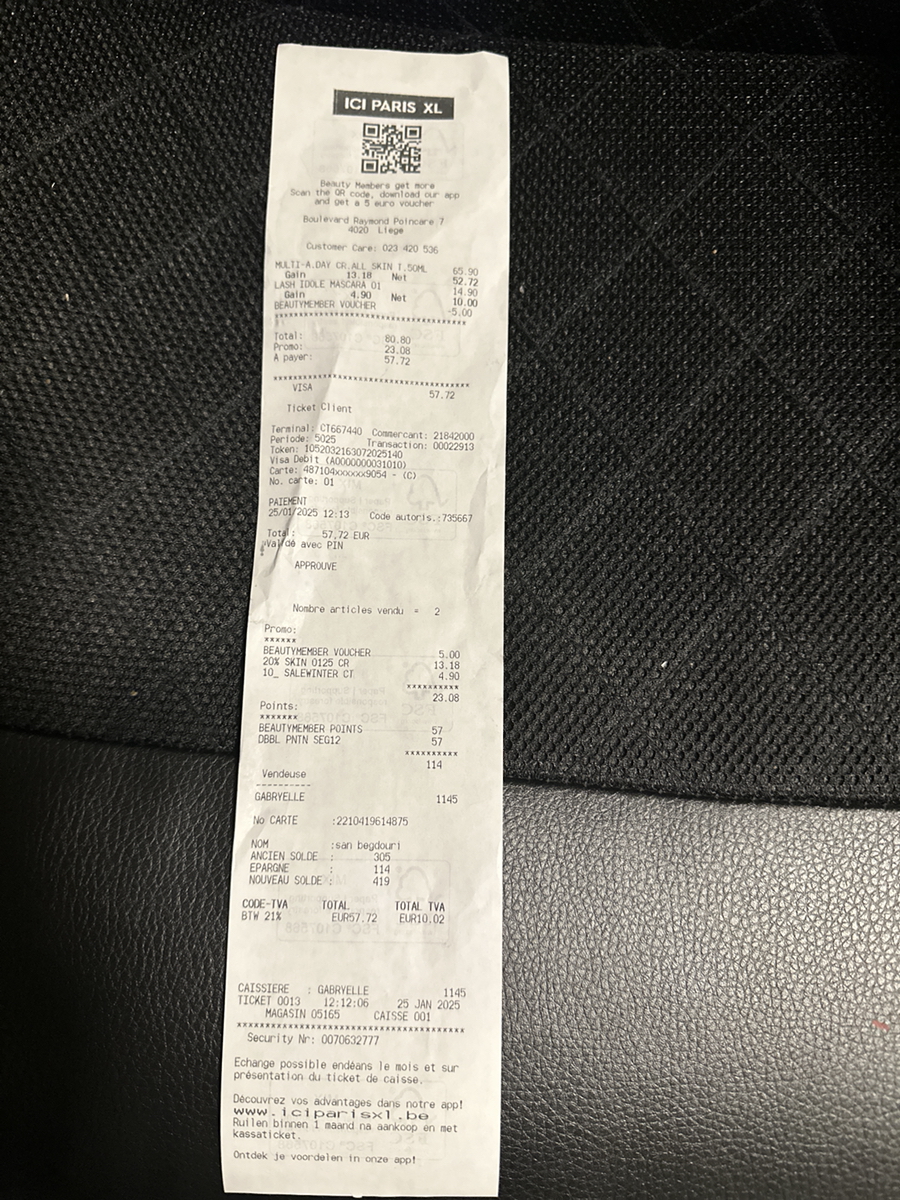 ICI PARIS XL
Beauty Members get more
Scan the QR code, download our app
and get a 5 euro voucher
Boulevard Raymond Poincare 7
4020 Liege
Customer Care: 023 420 536
MULTI-A.DAY CR.ALL SKIN T,50ML 65.90
Gain 13.18 Net 52.72
LASH IDOLE MASCARA 01 14.90
Gain 4.90 Net 10.00
BEAUTYMEMBER VOUCHER -5.00
Total: 80.80
Promo: 23.08
A payer: 57.72
VISA 57.72
Ticket Client
Terminal: CT667440 Commercant: 21842000
Periode: 5025 Transaction: 00022913
Token: 1052032163072025140
Visa Debit (A0000000031010)
Carte: 487104xxxxxx9054 - (C)
No. carte: 01
PAIEMENT
25/01/2025 12:13 Code autoris.:735667
Total: 57,72 EUR
Validé avec PIN
APPROUVE
Nombre articles vendu = 2
Promo:
******
BEAUTYMEMBER VOUCHER 5.00
20% SKIN 0125 CR 13.18
10_ SALEWINTER CT 4.90
**********
23.08
Points:
*******
BEAUTYMEMBER POINTS 57
DBBL PNTN SEG12 57
**********
114
Vendeuse
----------
GABRYELLE 1145
No CARTE :2210419614875
NOM :san begdouri
ANCIEN SOLDE : 305
EPARGNE : 114
NOUVEAU SOLDE : 419
CODE-TVA TOTAL TOTAL TVA
BTW 21% EUR57.72 EUR10.02
CAISSIERE : GABRYELLE 1145
TICKET 0013 12:12:06 25 JAN 2025
MAGASIN 05165 CAISSE 001
Security Nr: 0070632777
Echange possible endéans le mois et sur
présentation du ticket de caisse.
Découvrez vos advantages dans notre app!
www.iciparisxl.be
Ruilen binnen 1 maand na aankoop en met
kassaticket.
Ontdek je voordelen in onze app!